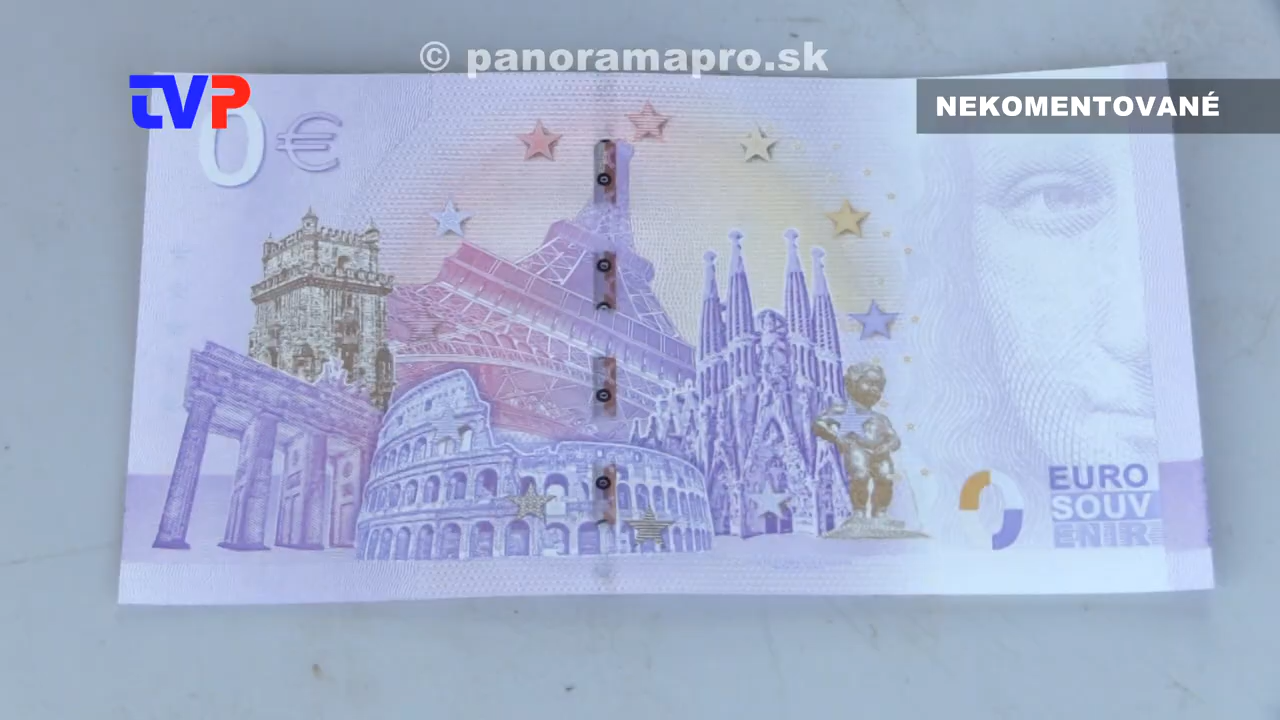 © panoramapro.sk
TVP
NEKOMENTOVANÉ
0 €
EURO
SOUV
ENIR